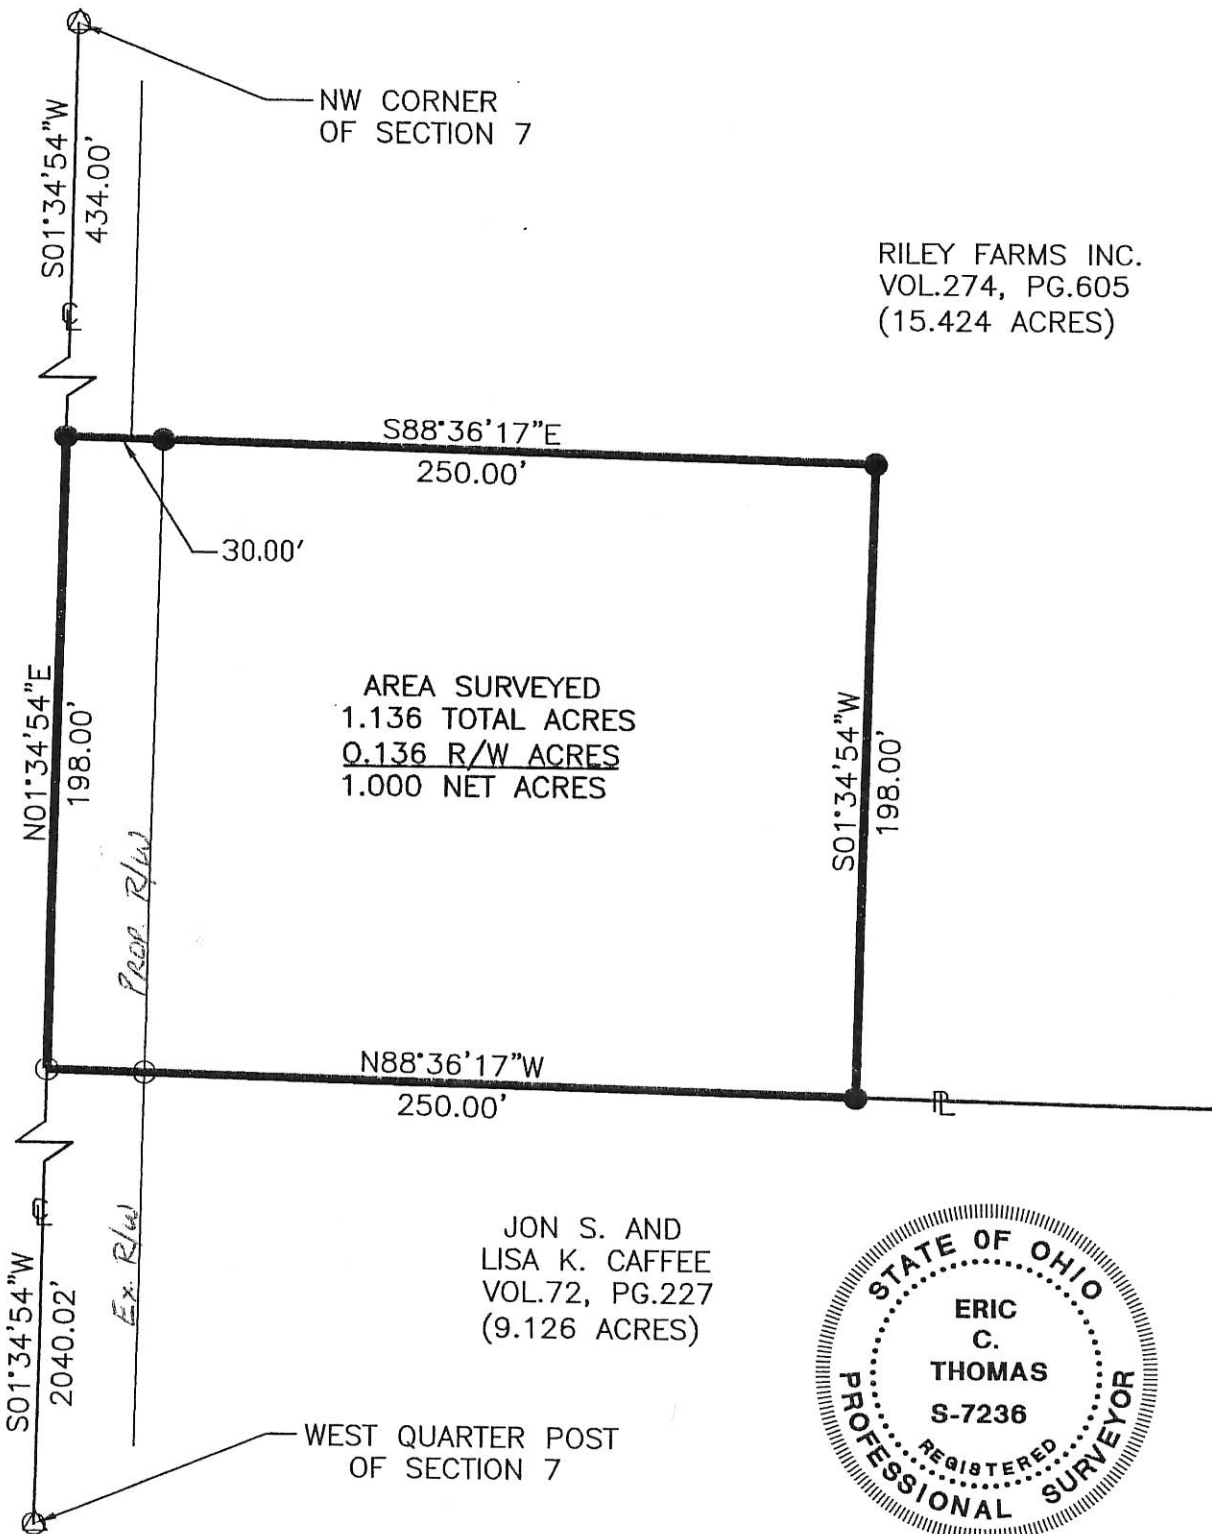 NW CORNER
OF SECTION 7
S01°34'54"W
434.00'
℄
RILEY FARMS INC.
VOL.274, PG.605
(15.424 ACRES)
S88°36'17"E
250.00'
30.00'
N01°34'54"E
198.00'
AREA SURVEYED
1.136 TOTAL ACRES
0.136 R/W ACRES
1.000 NET ACRES
S01°34'54"W
198.00'
PROP. R/W
N88°36'17"W
250.00'
PL
℄
Ex. R/W
S01°34'54"W
2040.02'
JON S. AND
LISA K. CAFFEE
VOL.72, PG.227
(9.126 ACRES)
WEST QUARTER POST
OF SECTION 7
STATE OF OHIO
ERIC
C.
THOMAS
S-7236
REGISTERED
PROFESSIONAL SURVEYOR